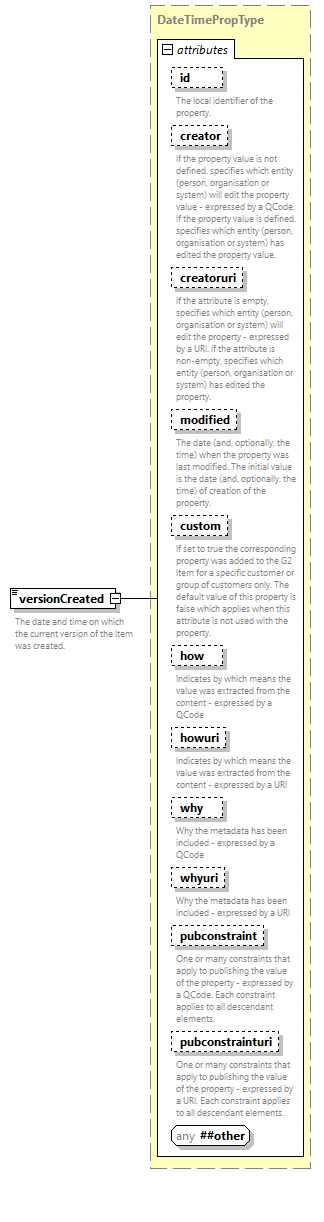 DateTimePropType
attributes
id
The local identifier of the
property.
creator
If the property value is not
defined, specifies which entity
(person, organisation or
system) will edit the property
value - expressed by a QCode.
If the property value is defined,
specifies which entity (person,
organisation or system) has
edited the property value.
creatoruri
If the attribute is empty,
specifies which entity (person,
organisation or system) will
edit the property - expressed
by a URI. If the attribute is
non-empty, specifies which
entity (person, organisation or
system) has edited the
property.
modified
The date (and, optionally, the
time) when the property was
last modified. The initial value
is the date (and, optionally, the
time) of creation of the
property.
custom
If set to true the corresponding
property was added to the G2
Item for a specific customer or
group of customers only. The
default value of this property is
false which applies when this
attribute is not used with the
property.
versionCreated
The date and time on which
the current version of the Item
was created.
how
Indicates by which means the
value was extracted from the
content - expressed by a
QCode
howuri
Indicates by which means the
value was extracted from the
content - expressed by a URI
why
Why the metadata has been
included - expressed by a
QCode
whyuri
Why the metadata has been
included - expressed by a URI
pubconstraint
One or many constraints that
apply to publishing the value
of the property - expressed by
a QCode. Each constraint
applies to all descendant
elements.
pubconstrainturi
One or many constraints that
apply to publishing the value
of the property - expressed by
a URI. Each constraint applies
to all descendant elements.
any ##other